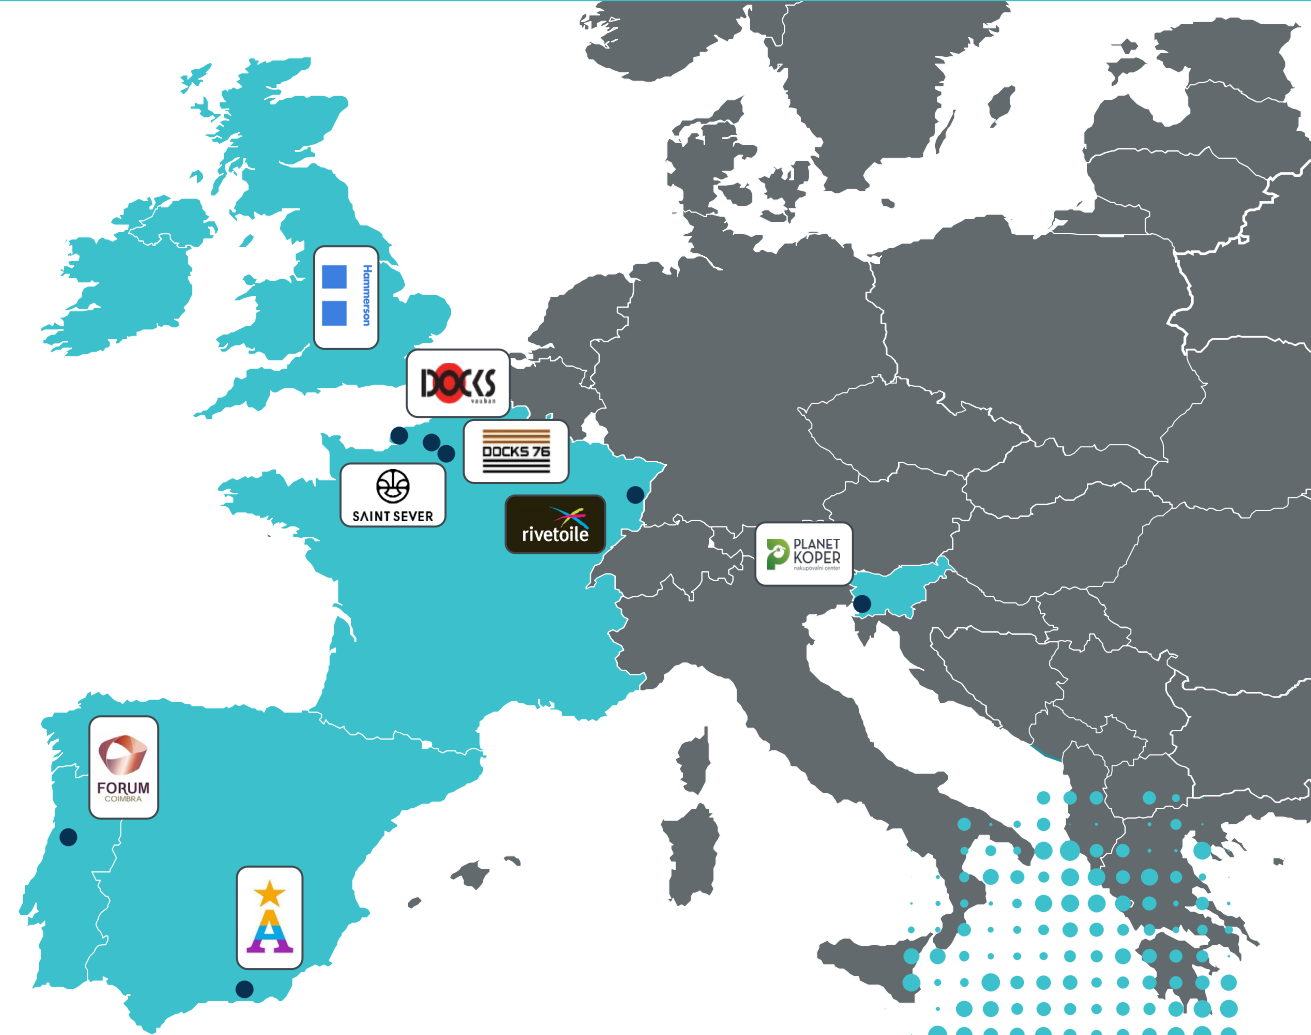 Hammerson
DOCKS
vauban
DOCKS 76
SAINT SEVER
rivetoile
PLANET
KOPER
nakupovalni center
FORUM
COIMBRA
A